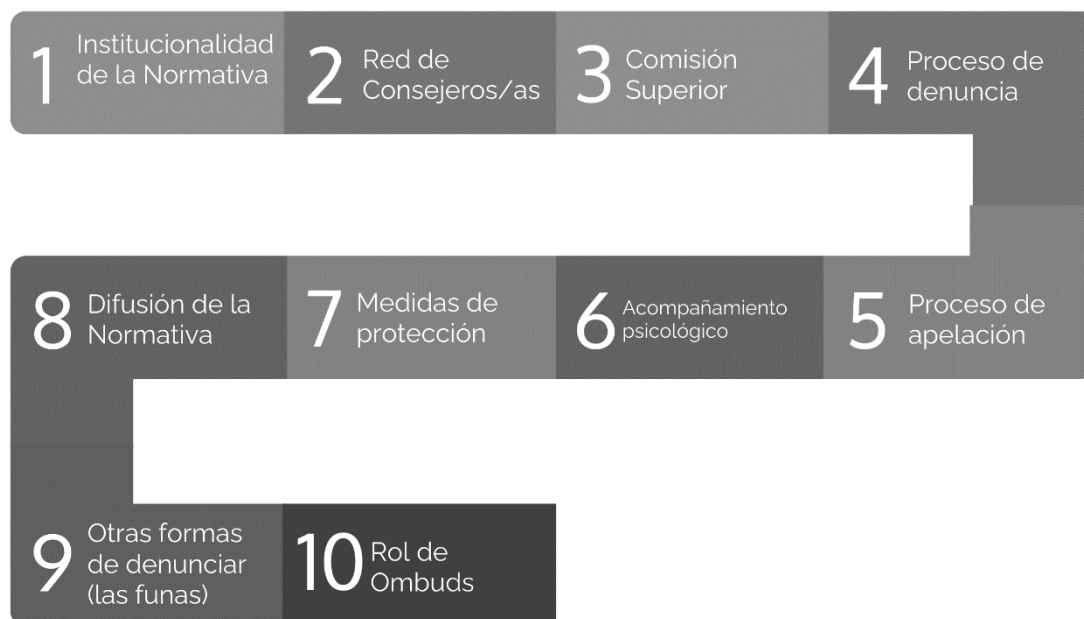 1 Institucionalidad
de la Normativa
2 Red de
Consejeros/as
3 Comisión
Superior
4 Proceso de
denuncia
5 Proceso de
apelación
6 Acompañamiento
psicológico
7 Medidas de
protección
8 Difusión de la
Normativa
9 Otras formas
de denunciar
(las funas)
10 Rol de
Ombuds